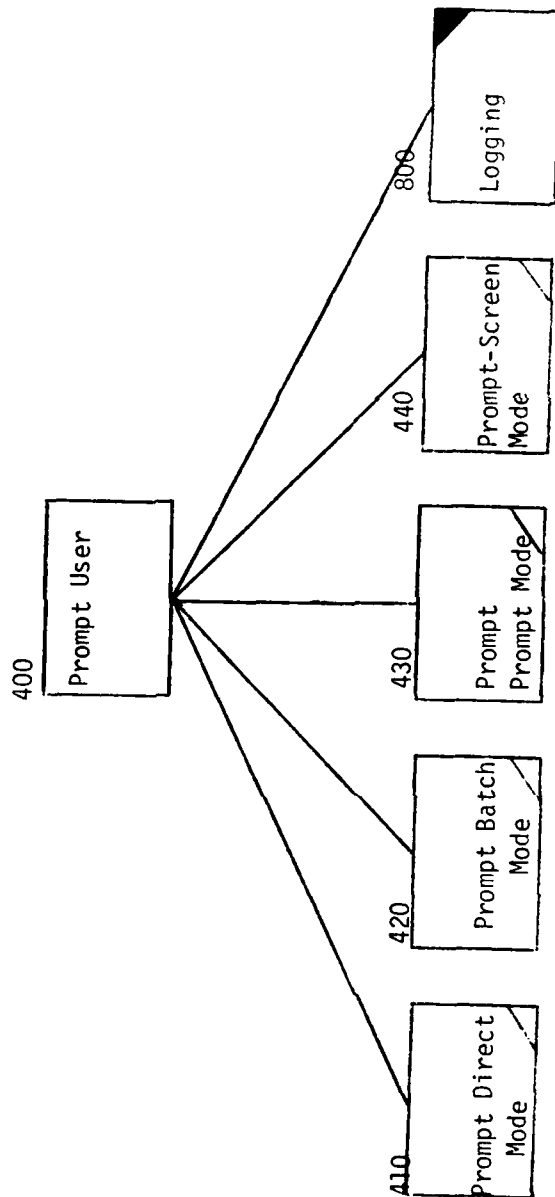 400
Prompt User
410
Prompt Direct
Mode
420
Prompt Batch
Mode
430
Prompt
Prompt Mode
440
Prompt-Screen
Mode
800
Logging